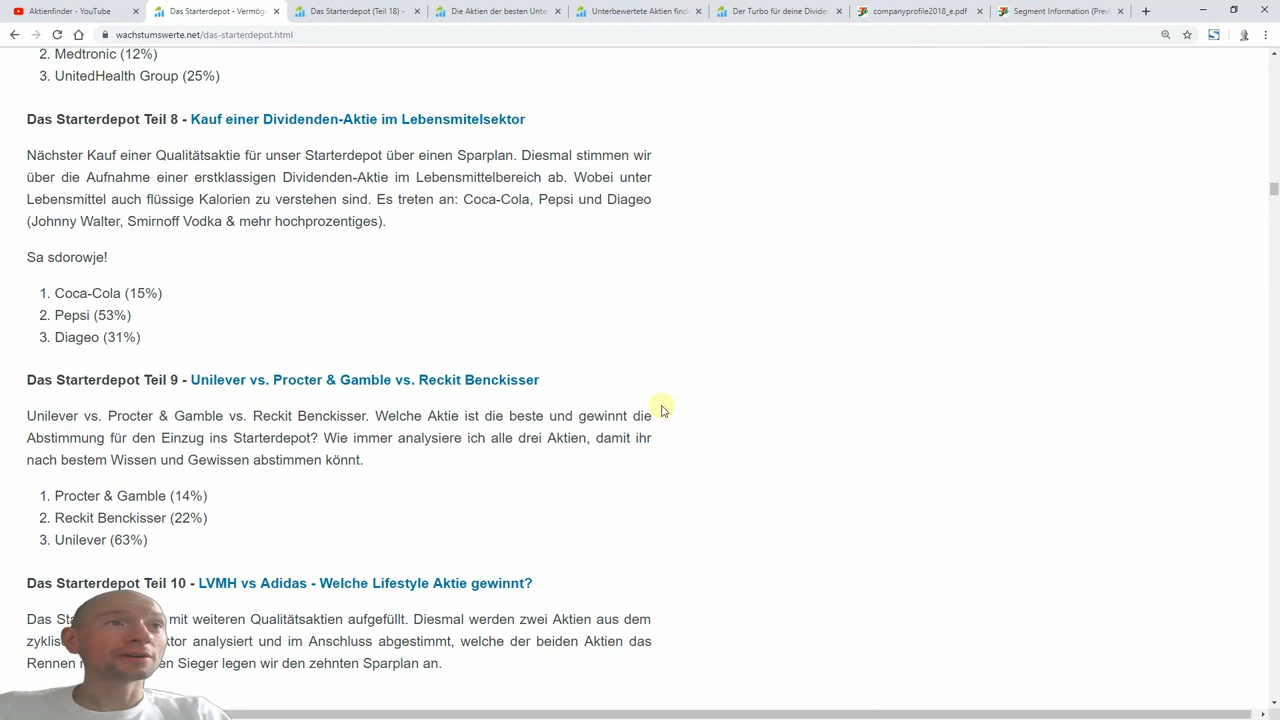 Aktienfinder - YouTube
Das Starterdepot - Vermög
Das Starterdepot (Teil 18) –
Die Aktien der besten Unte
Unterbewertete Aktien find
Der Turbo für deine Divide
companyprofile2018_e.pdf
Segment Information (Prev
wachstumswerte.net/das-starterdepot.html
2. Medtronic (12%)
3. UnitedHealth Group (25%)
Das Starterdepot Teil 8 - Kauf einer Dividenden-Aktie im Lebensmitelsektor
Nächster Kauf einer Qualitätsaktie für unser Starterdepot über einen Sparplan. Diesmal stimmen wir
über die Aufnahme einer erstklassigen Dividenden-Aktie im Lebensmittelbereich ab. Wobei unter
Lebensmittel auch flüssige Kalorien zu verstehen sind. Es treten an: Coca-Cola, Pepsi und Diageo
(Johnny Walter, Smirnoff Vodka & mehr hochprozentiges).
Sa sdorowje!
1. Coca-Cola (15%)
2. Pepsi (53%)
3. Diageo (31%)
Das Starterdepot Teil 9 - Unilever vs. Procter & Gamble vs. Reckit Benckisser
Unilever vs. Procter & Gamble vs. Reckit Benckisser. Welche Aktie ist die beste und gewinnt die
Abstimmung für den Einzug ins Starterdepot? Wie immer analysiere ich alle drei Aktien, damit ihr
nach bestem Wissen und Gewissen abstimmen könnt.
1. Procter & Gamble (14%)
2. Reckit Benckisser (22%)
3. Unilever (63%)
Das Starterdepot Teil 10 - LVMH vs Adidas - Welche Lifestyle Aktie gewinnt?
Das Sta mit weiteren Qualitätsaktien aufgefüllt. Diesmal werden zwei Aktien aus dem
zyklis ktor analysiert und im Anschluss abgestimmt, welche der beiden Aktien das
Rennen en Sieger legen wir den zehnten Sparplan an.